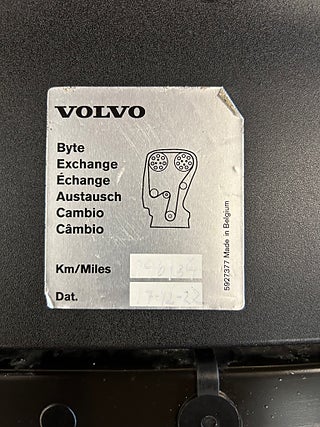 VOLVO
Byte
Exchange
Échange
Austausch
Cambio
Câmbio
Km/Miles
Dat.
5927377 Made in Belgium